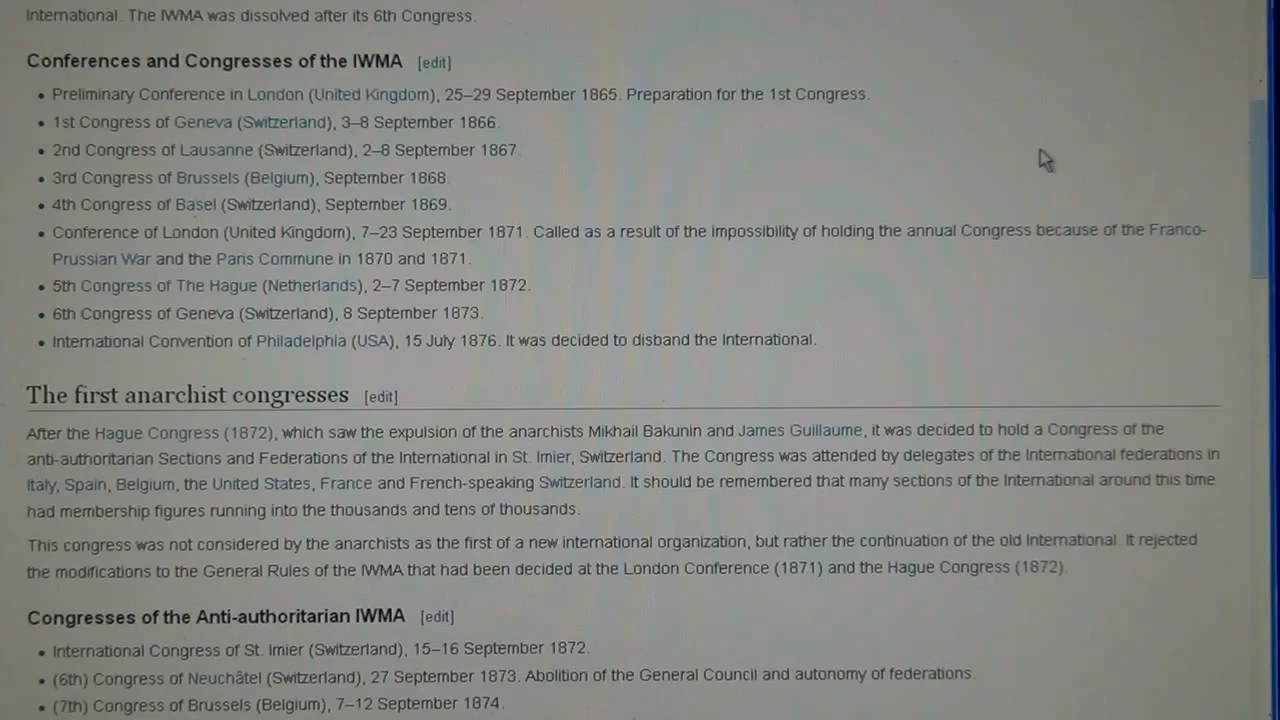 International. The IWMA was dissolved after its 6th Congress.
Conferences and Congresses of the IWMA [edit]
• Preliminary Conference in London (United Kingdom), 25–29 September 1865. Preparation for the 1st Congress.
• 1st Congress of Geneva (Switzerland), 3–8 September 1866.
• 2nd Congress of Lausanne (Switzerland), 2–8 September 1867.
• 3rd Congress of Brussels (Belgium), September 1868.
• 4th Congress of Basel (Switzerland), September 1869.
• Conference of London (United Kingdom), 7–23 September 1871. Called as a result of the impossibility of holding the annual Congress because of the Franco-
Prussian War and the Paris Commune in 1870 and 1871.
• 5th Congress of The Hague (Netherlands), 2–7 September 1872.
• 6th Congress of Geneva (Switzerland), 8 September 1873.
• International Convention of Philadelphia (USA), 15 July 1876. It was decided to disband the International.
The first anarchist congresses [edit]
After the Hague Congress (1872), which saw the expulsion of the anarchists Mikhail Bakunin and James Guillaume, it was decided to hold a Congress of the
anti-authoritarian Sections and Federations of the International in St. Imier, Switzerland. The Congress was attended by delegates of the International federations in
Italy, Spain, Belgium, the United States, France and French-speaking Switzerland. It should be remembered that many sections of the International around this time
had membership figures running into the thousands and tens of thousands.
This congress was not considered by the anarchists as the first of a new international organization, but rather the continuation of the old International. It rejected
the modifications to the General Rules of the IWMA that had been decided at the London Conference (1871) and the Hague Congress (1872).
Congresses of the Anti-authoritarian IWMA [edit]
• International Congress of St. Imier (Switzerland), 15–16 September 1872.
• (6th) Congress of Neuchâtel (Switzerland), 27 September 1873. Abolition of the General Council and autonomy of federations.
• (7th) Congress of Brussels (Belgium), 7–12 September 1874.